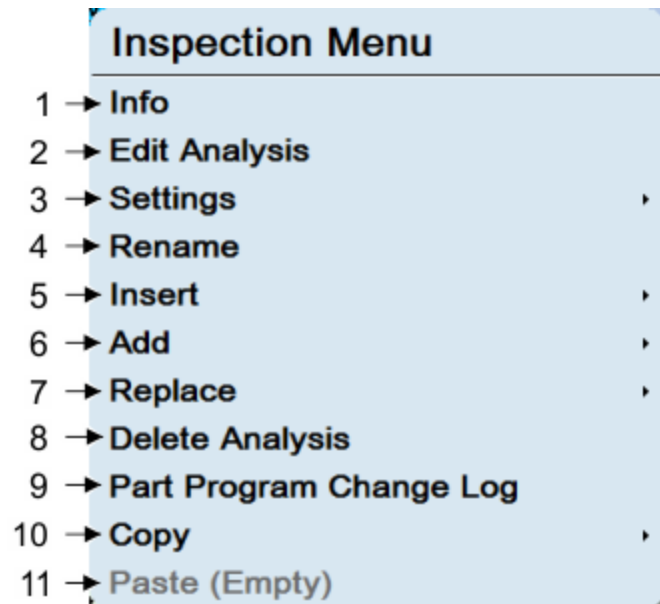 Inspection Menu
1 Info
2 Edit Analysis
3 Settings
4 Rename
5 Insert
6 Add
7 Replace
8 Delete Analysis
9 Part Program Change Log
10 Copy
11 Paste (Empty)